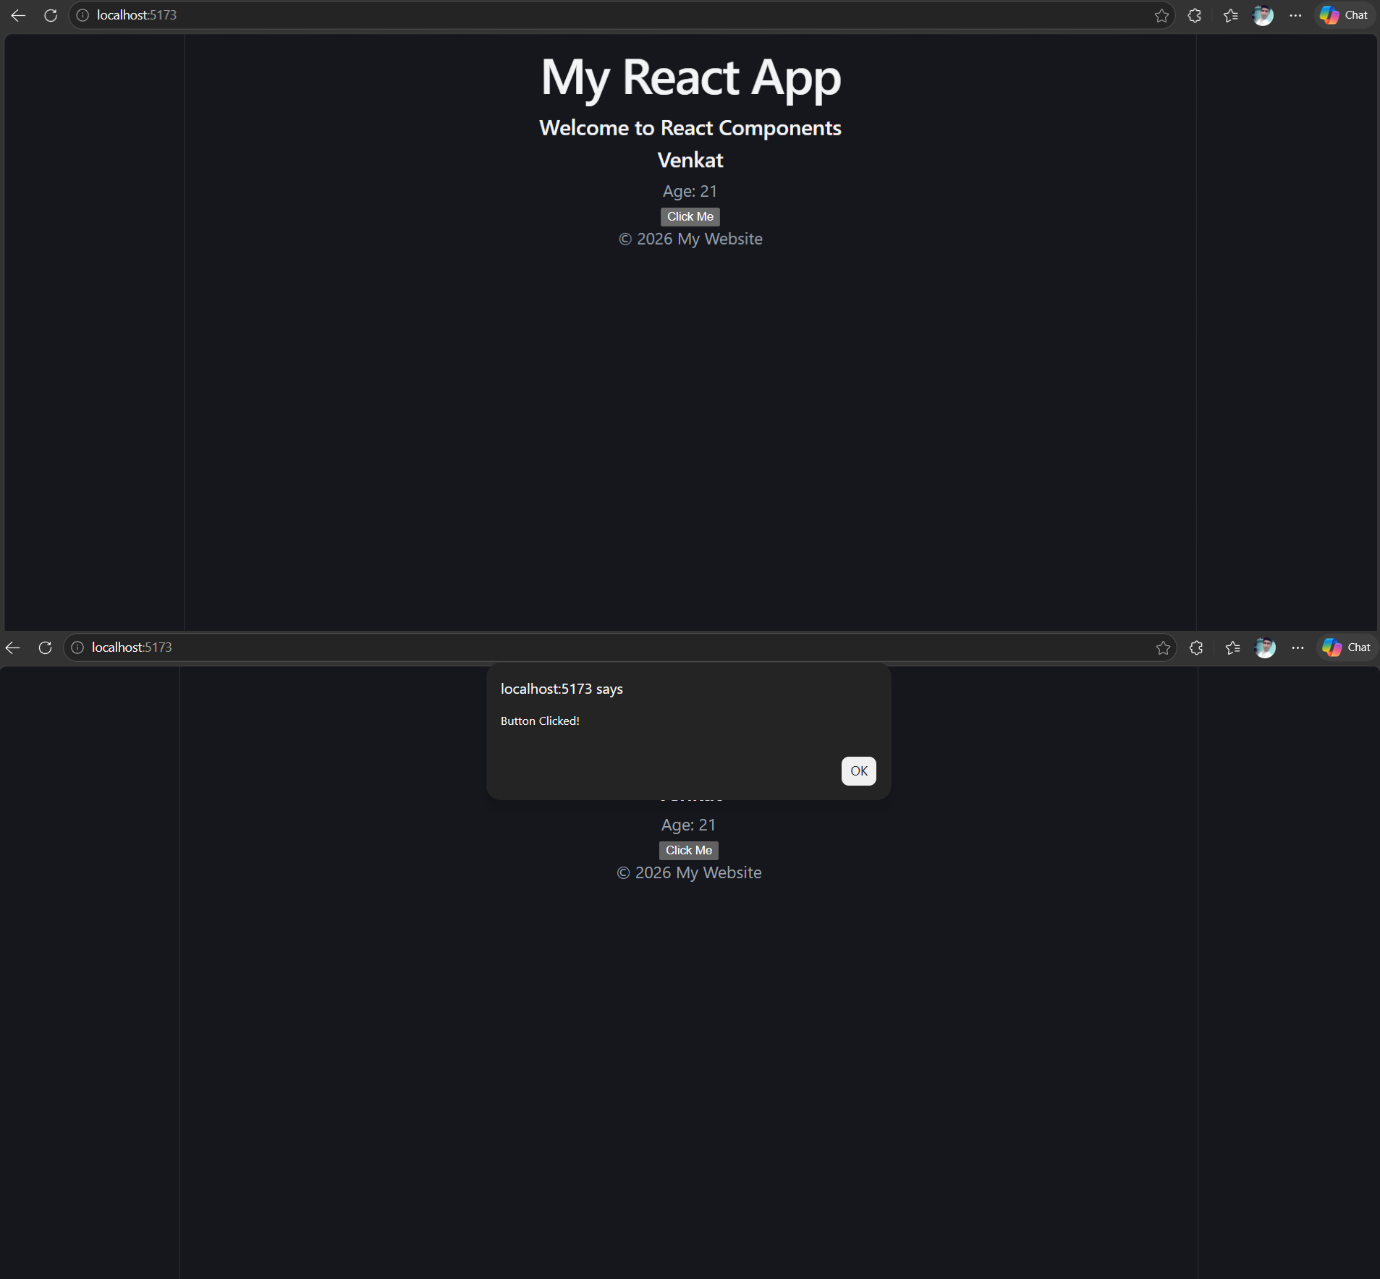 localhost:5173
Chat
My React App
Welcome to React Components
Venkat
Age: 21
Click Me
© 2026 My Website
localhost:5173
Chat
localhost:5173 says
Button Clicked!
OK
Age: 21
Click Me
© 2026 My Website